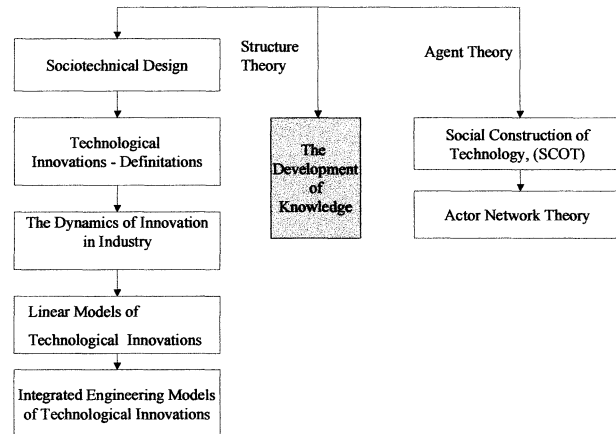 Sociotechnical Design
Technological
Innovations - Definitations
The Dynamics of Innovation
in Industry
Linear Models of
Technological Innovations
Integrated Engineering Models
of Technological Innovations
Structure
Theory
The
Development
of
Knowledge
Agent Theory
Social Construction of
Technology, (SCOT)
Actor Network Theory